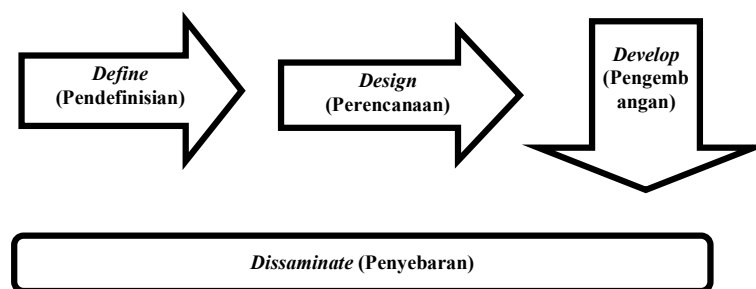 Define
(Pendefinisian)
Design
(Perencanaan)
Develop
(Pengemb
angan)
Dissaminate (Penyebaran)